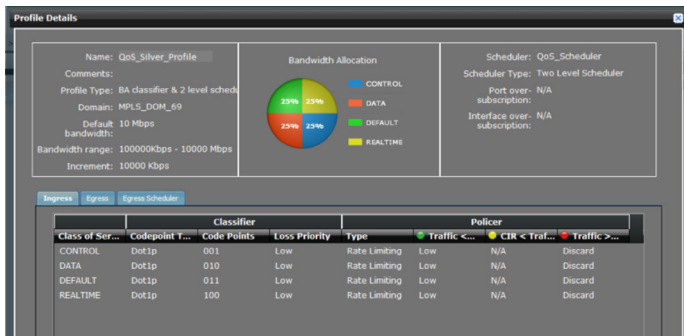 Profile Details
Name: QoS_Silver_Profile
Comments:
Profile Type: BA classifier & 2 level schedu
Domain: MPLS_DOM_69
Default bandwidth: 10 Mbps
Bandwidth range: 100000Kbps - 10000 Mbps
Increment: 10000 Kbps
Bandwidth Allocation
25% 25%
25% 25%
CONTROL
DATA
DEFAULT
REALTIME
Scheduler: QoS_Scheduler
Scheduler Type: Two Level Scheduler
Port over-subscription: N/A
Interface over-subscription: N/A
Ingress Egress Egress Scheduler
Classifier Policer
Class of Ser... Codepoint T... Code Points Loss Priority Type Traffic <... CIR < Traf... Traffic >...
CONTROL Dot1p 001 Low Rate Limiting Low N/A Discard
DATA Dot1p 010 Low Rate Limiting Low N/A Discard
DEFAULT Dot1p 011 Low Rate Limiting Low N/A Discard
REALTIME Dot1p 100 Low Rate Limiting Low N/A Discard